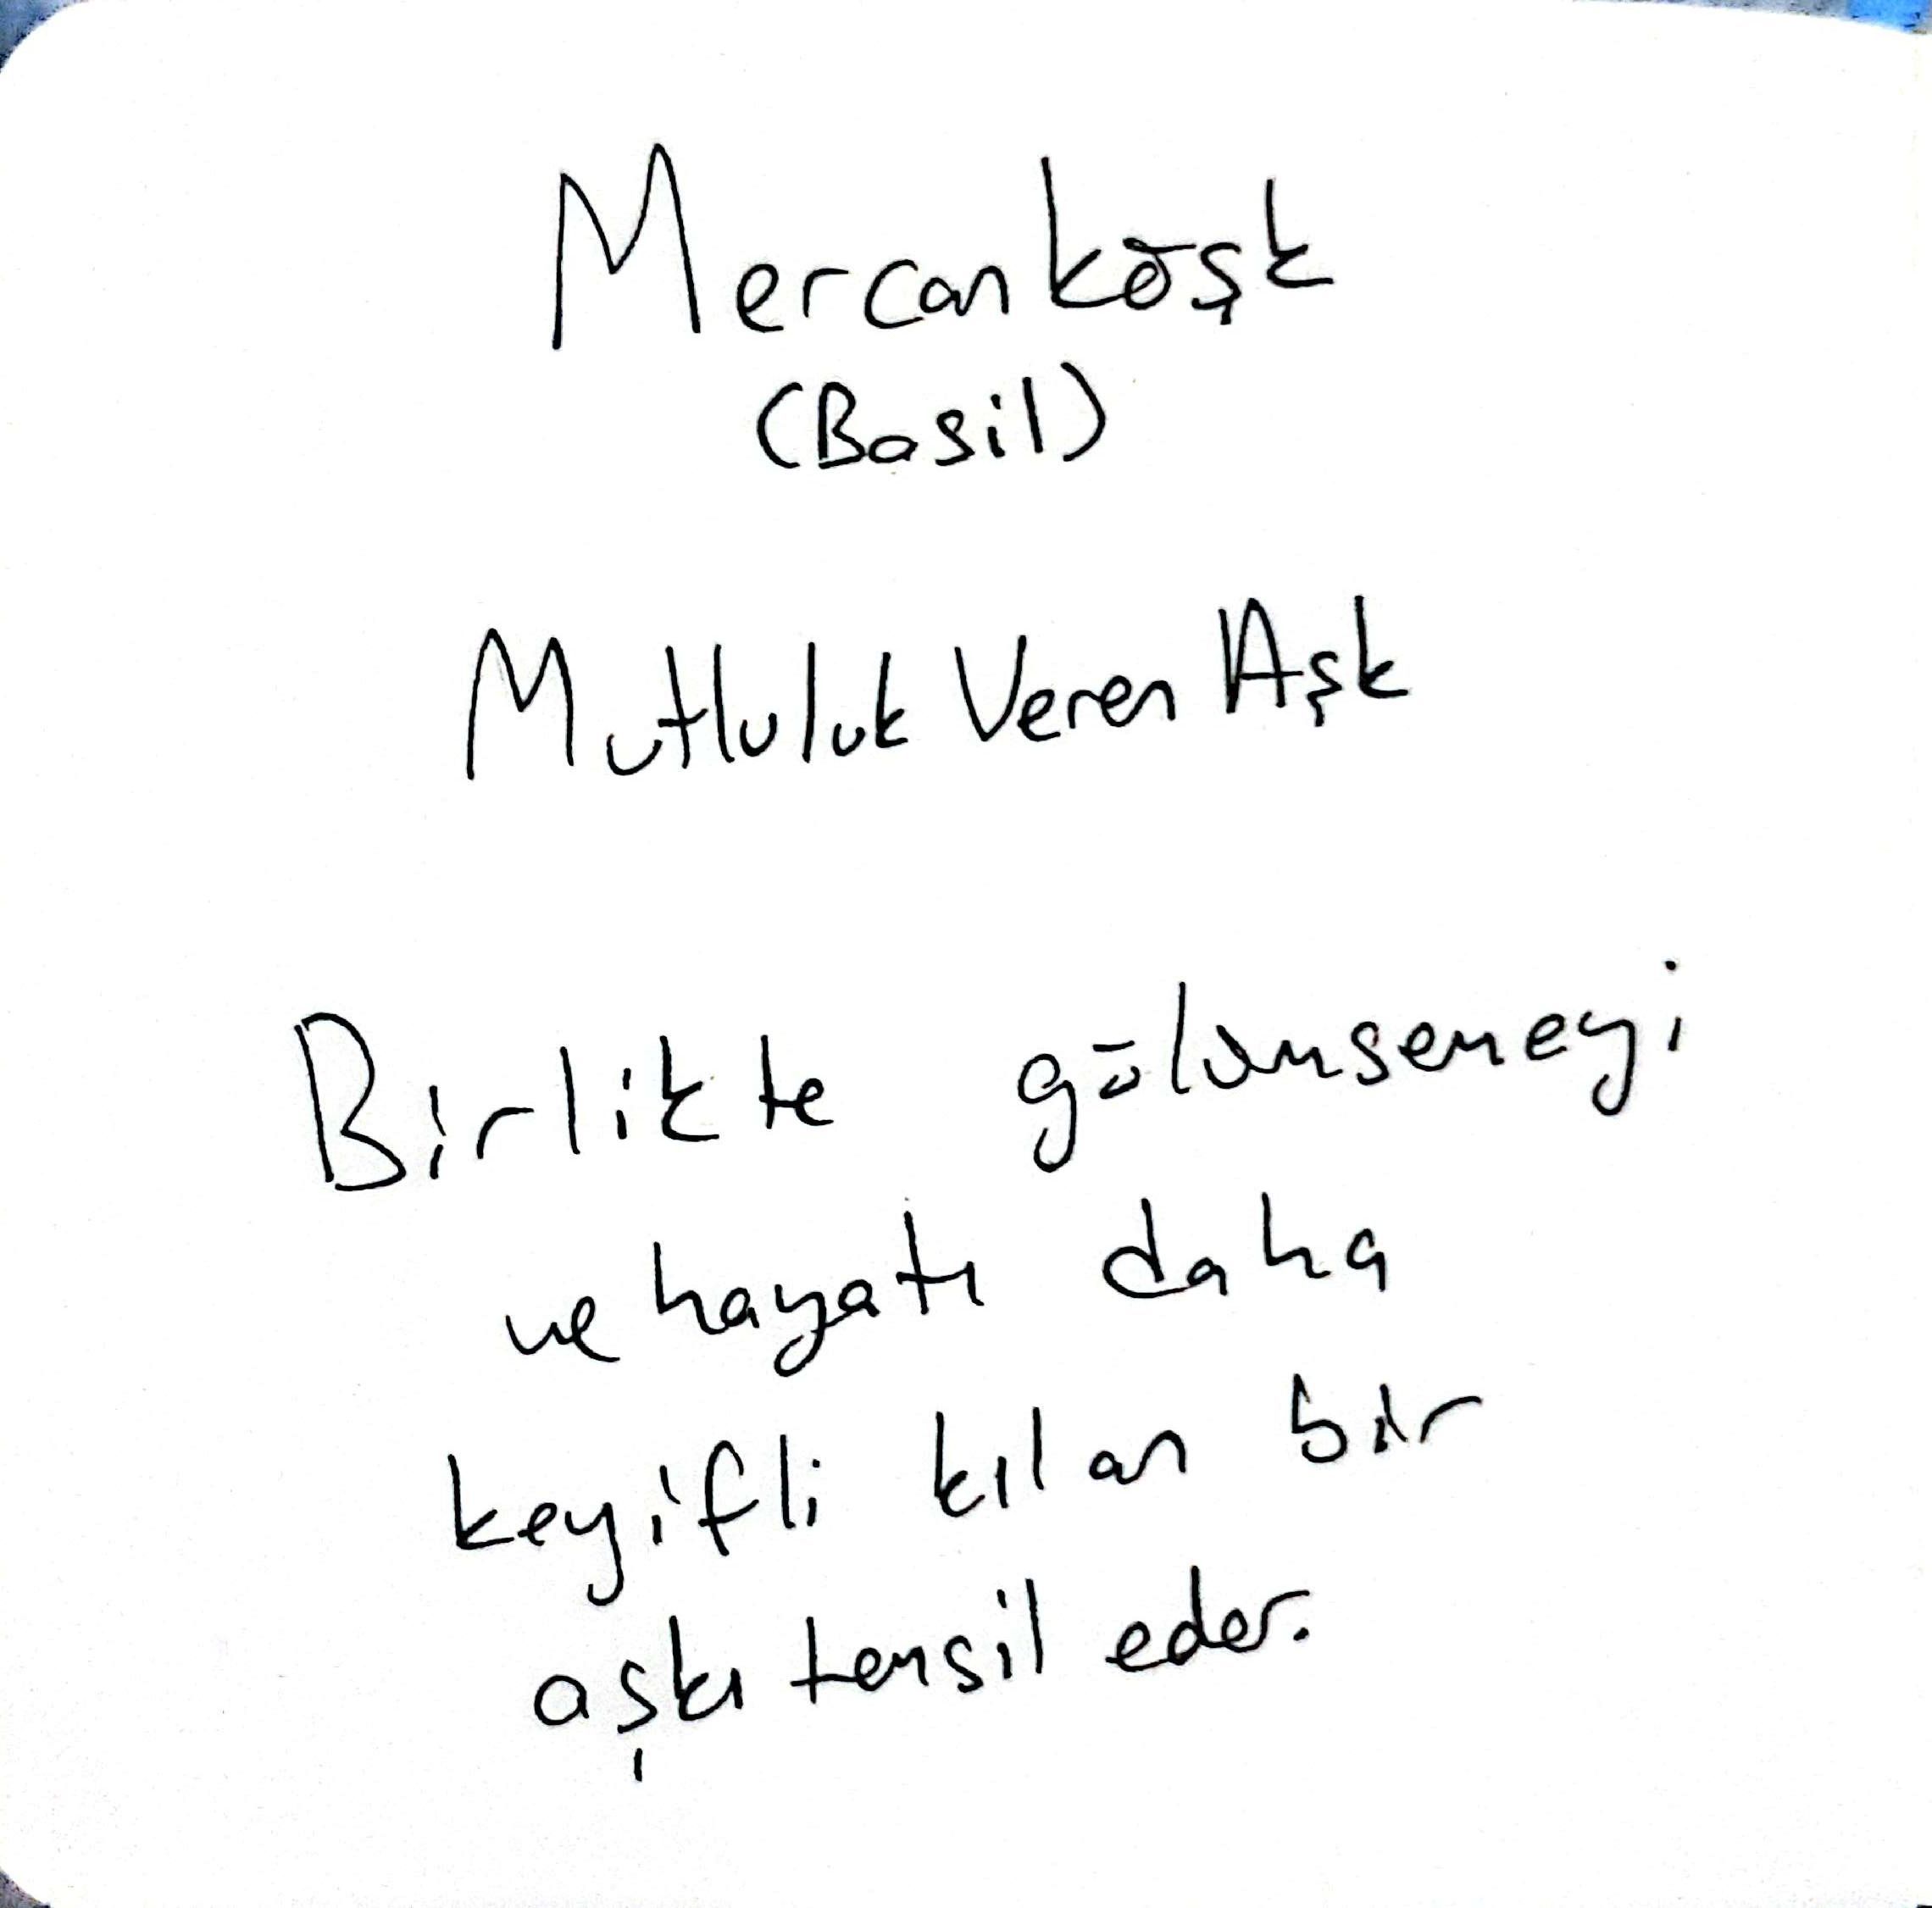 Mercanköşk
(Basil)
Mutluluk Veren Aşk
Birlikte gülümsemeyi
ve hayatı daha
keyifli kılan bir
aşkı temsil eder.